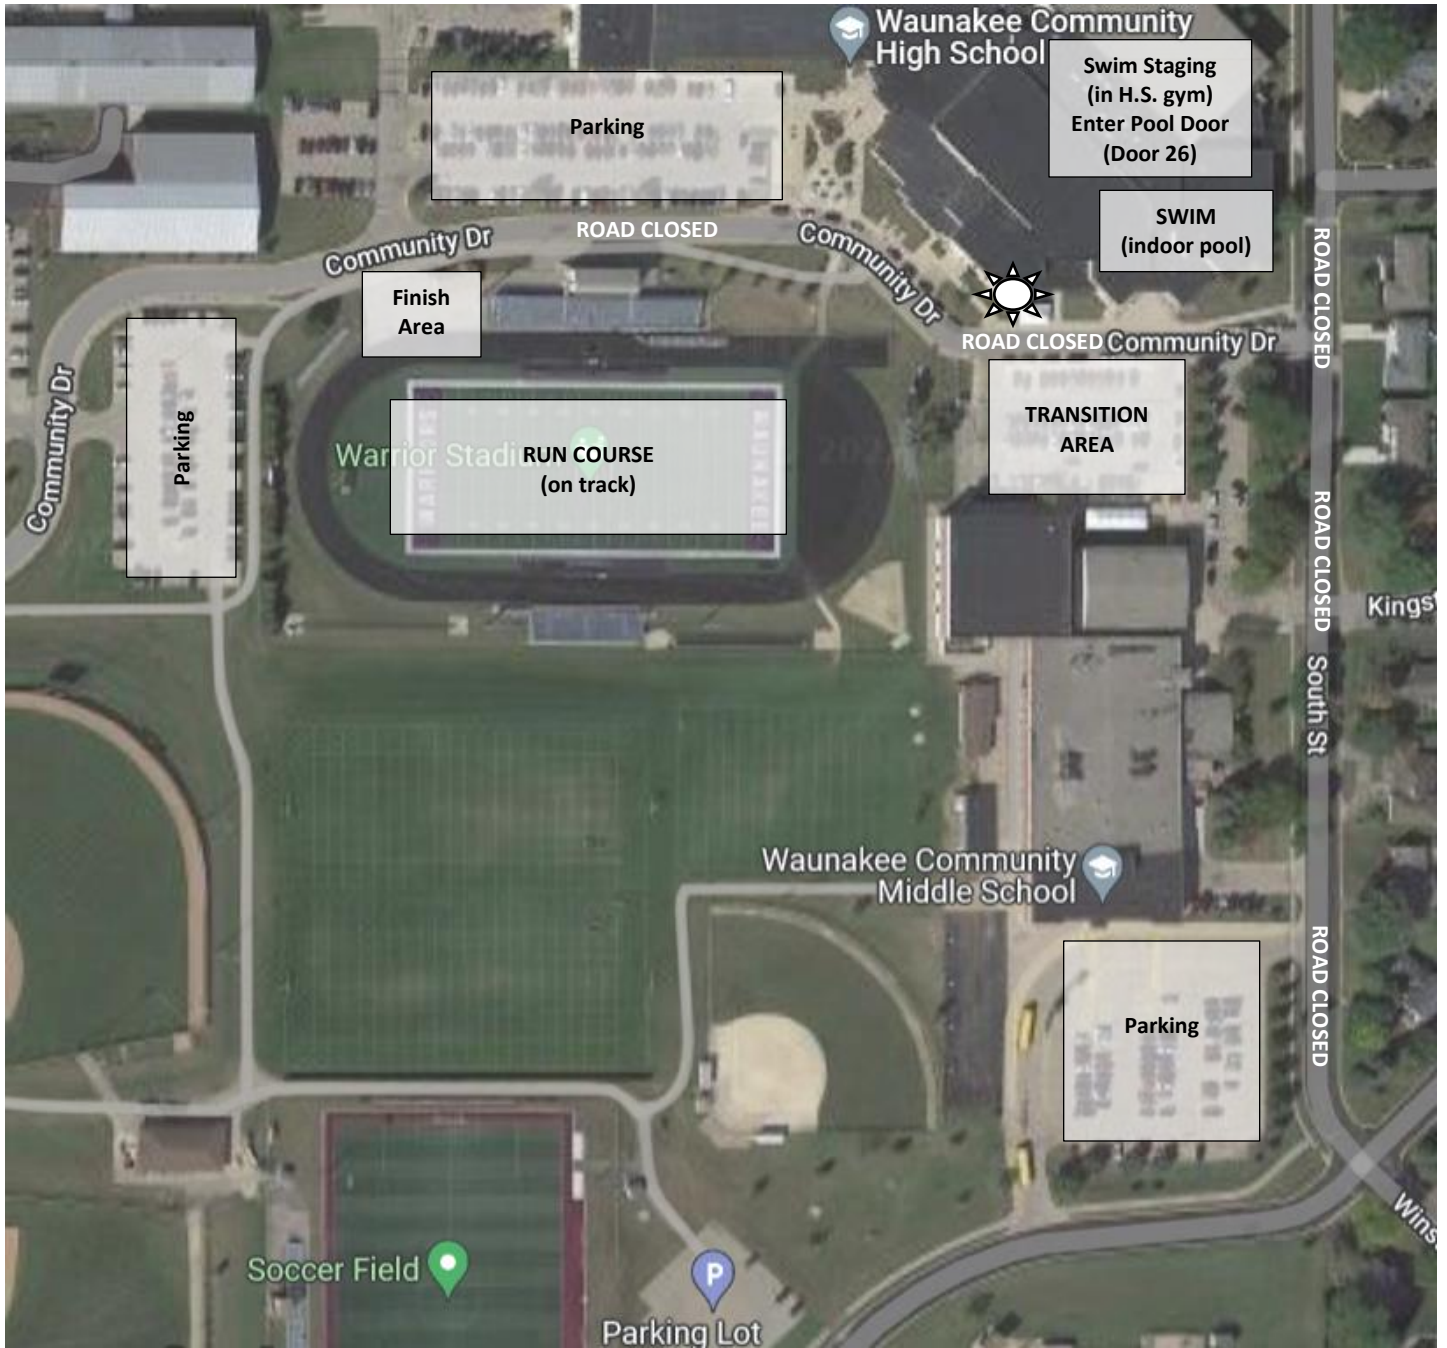 Waunakee Community
High School
Swim Staging
(in H.S. gym)
Enter Pool Door
(Door 26)
Parking
SWIM
(indoor pool)
ROAD CLOSED
Community Dr
Community Dr
ROAD CLOSED
Finish
Area
ROAD CLOSED
Community Dr
Community Dr
Parking
TRANSITION
AREA
Warrior Stadium
RUN COURSE
(on track)
WARRIORS
WAUNAKEE
ROAD CLOSED
Kingst
South St
Waunakee Community
Middle School
ROAD CLOSED
Parking
Wins
Soccer Field
P
Parking Lot